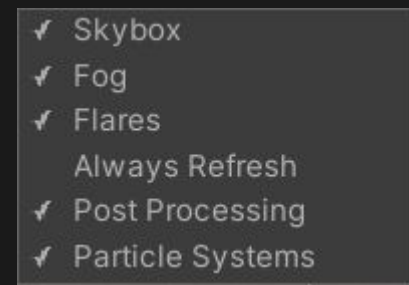 Skybox
Fog
Flares
Always Refresh
Post Processing
Particle Systems